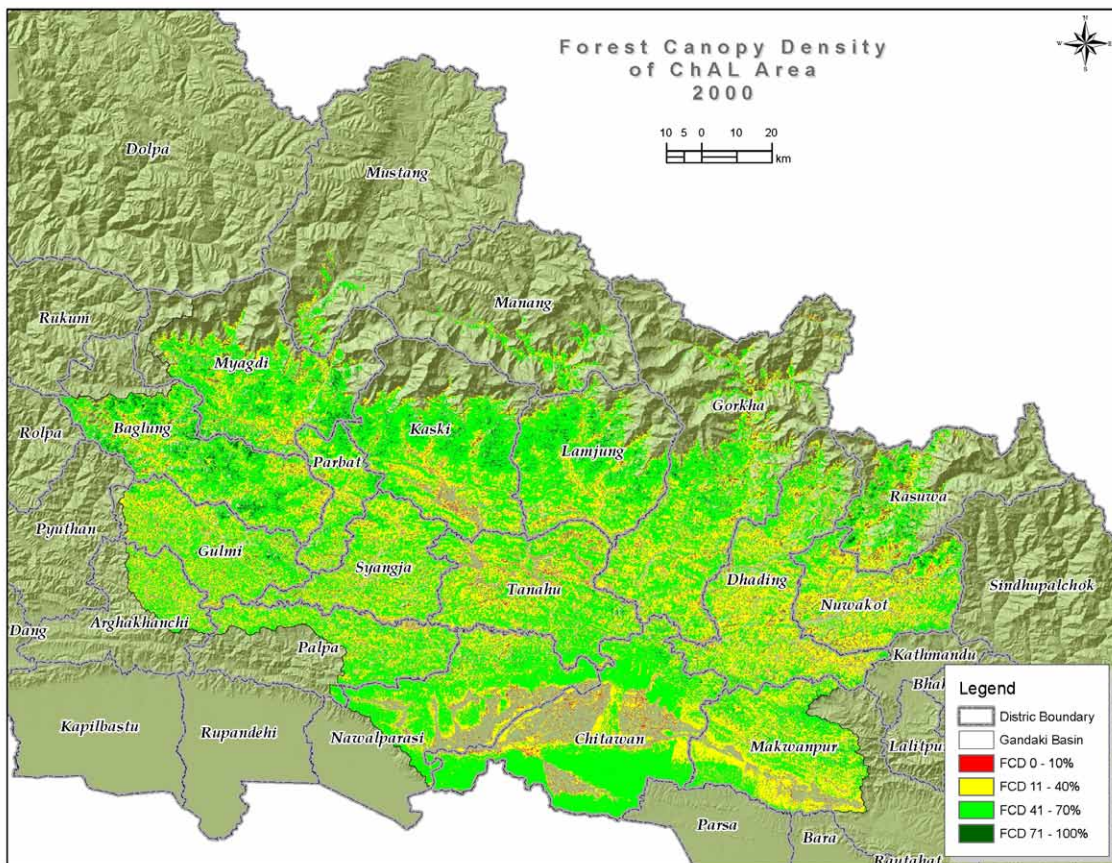 Forest Canopy Density
of ChAL Area
2000
N
W
E
S
10 5 0 10 20
km
Dolpa
Mustang
Manang
Rukum
Myagdi
Gorkha
Baglung
Kaski
Lamjung
Rolpa
Parbat
Rasuwa
Pyuthan
Gulmi
Syangja
Tanahu
Dhading
Nuwakot
Sindhupalchok
Dang
Arghakhanchi
Palpa
Kathmandu
Bhak
Kapilbastu
Rupandehi
Nawalparasi
Chitawan
Makwanpur
Lalitpur
Parsa
Bara
Rautahat
Legend
Distric Boundary
Gandaki Basin
FCD 0 - 10%
FCD 11 - 40%
FCD 41 - 70%
FCD 71 - 100%